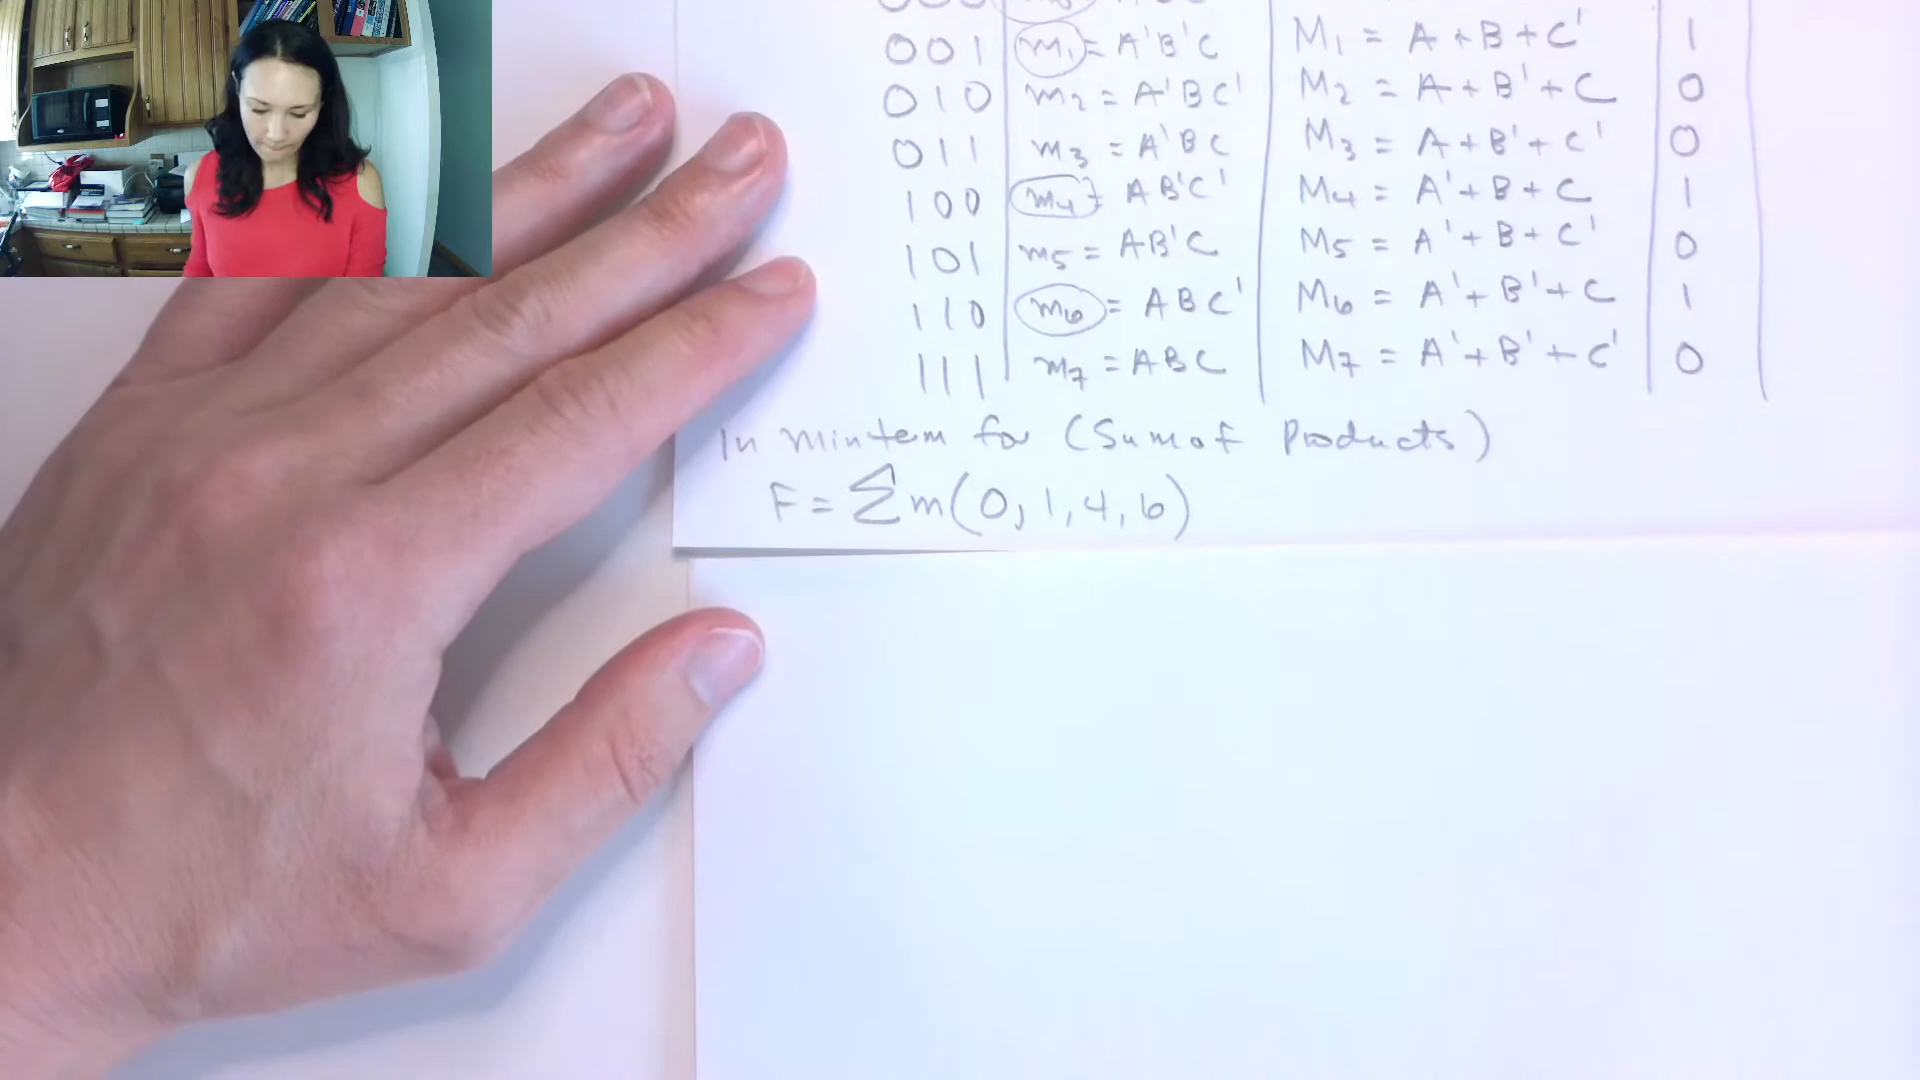 001 m1 = A'B'C M1 = A + B + C' 1
010 m2 = A'BC' M2 = A + B' + C 0
011 m3 = A'BC M3 = A + B' + C' 0
100 m4 = AB'C' M4 = A' + B + C 1
101 m5 = AB'C M5 = A' + B + C' 0
110 m6 = ABC' M6 = A' + B' + C 1
111 m7 = ABC M7 = A' + B' + C' 0
In mintem for (Sum of Products)
F = Σm(0,1,4,6)